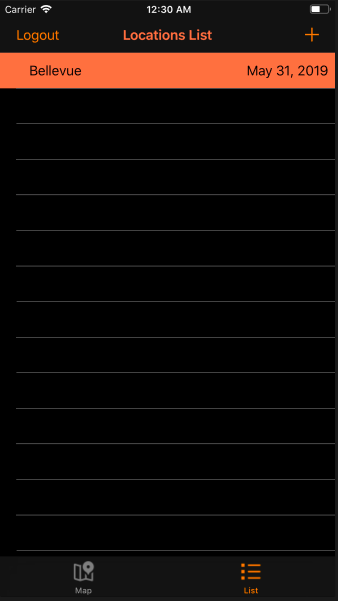 Carrier 12:30 AM
Logout Locations List +
Bellevue May 31, 2019
Map List